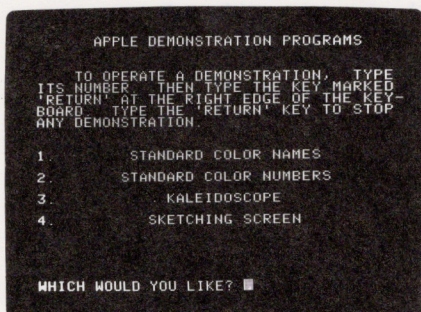 APPLE DEMONSTRATION PROGRAMS
TO OPERATE A DEMONSTRATION, TYPE
ITS NUMBER THEN TYPE THE KEY MARKED
'RETURN' AT THE RIGHT EDGE OF THE KEY-
BOARD TYPE THE 'RETURN' KEY TO STOP
ANY DEMONSTRATION.
1. STANDARD COLOR NAMES
2. STANDARD COLOR NUMBERS
3. KALEIDOSCOPE
4. SKETCHING SCREEN
WHICH WOULD YOU LIKE?